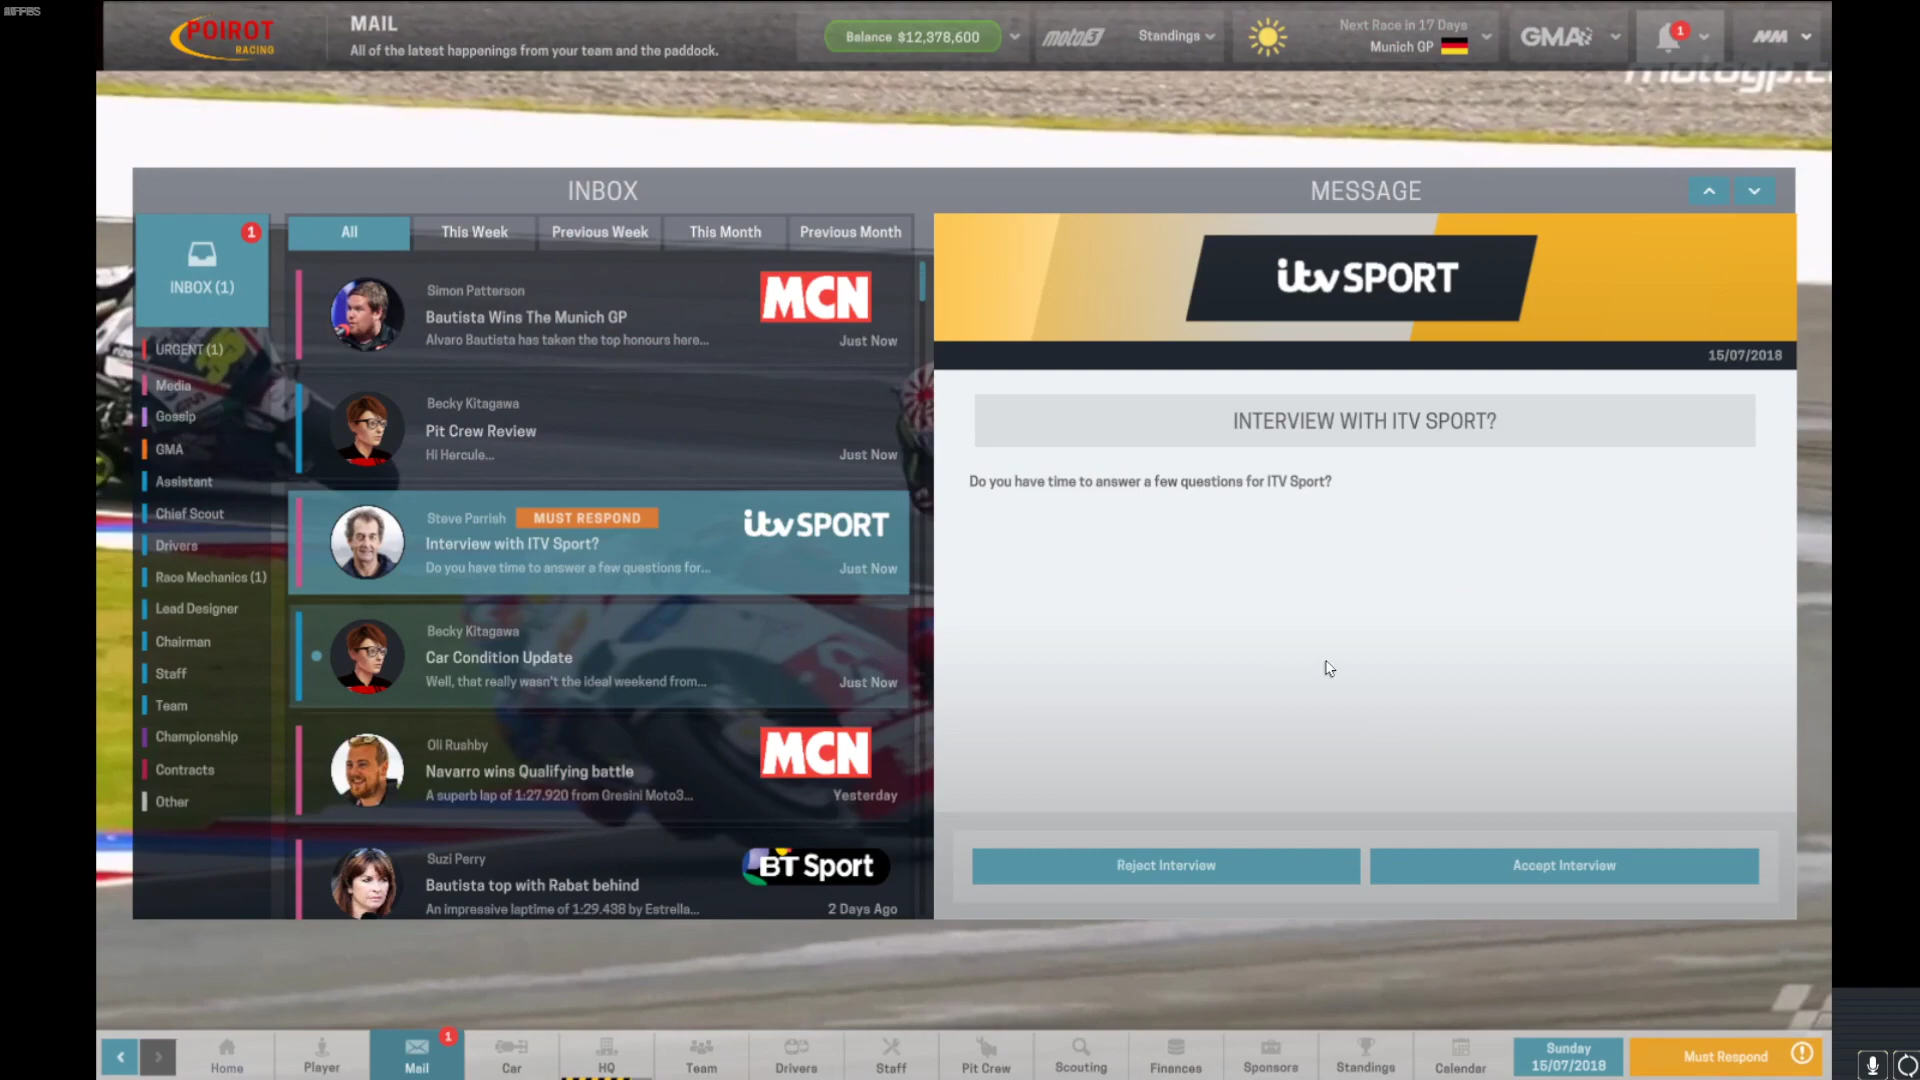 POIROT
RACING
MAIL
All of the latest happenings from your team and the paddock.
Balance $12,378,600
moto3
Standings
Next Race in 17 Days
Munich GP
GMA
1
INBOX
MESSAGE
1
INBOX (1)
URGENT (1)
Media
Gossip
GMA
Assistant
Chief Scout
Drivers
Race Mechanics (1)
Lead Designer
Chairman
Staff
Team
Championship
Contracts
Other
All
This Week
Previous Week
This Month
Previous Month
Simon Patterson
MCN
Bautista Wins The Munich GP
Alvaro Bautista has taken the top honours here...
Just Now
Becky Kitagawa
Pit Crew Review
Hi Hercule...
Just Now
Steve Parrish
MUST RESPOND
itv SPORT
Interview with ITV Sport?
Do you have time to answer a few questions for...
Just Now
Becky Kitagawa
Car Condition Update
Well, that really wasn't the ideal weekend from...
Just Now
Oli Rushby
MCN
Navarro wins Qualifying battle
A superb lap of 1:27.920 from Gresini Moto3...
Yesterday
Suzi Perry
BT Sport
Bautista top with Rabat behind
An impressive laptime of 1:29.438 by Estrella...
2 Days Ago
itv SPORT
15/07/2018
INTERVIEW WITH ITV SPORT?
Do you have time to answer a few questions for ITV Sport?
Reject Interview
Accept Interview
Home
Player
Mail
1
Car
HQ
Team
Drivers
Staff
Pit Crew
Scouting
Finances
Sponsors
Standings
Calendar
Sunday
15/07/2018
Must Respond